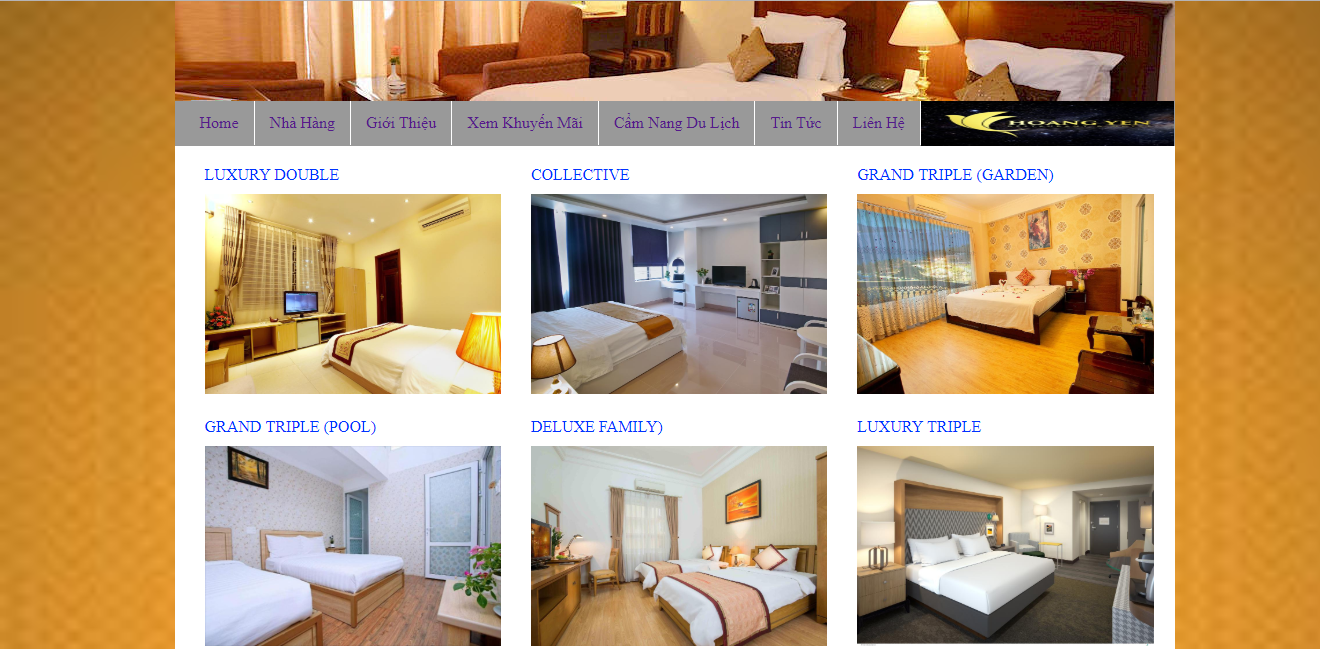 Home Nhà Hàng Giới Thiệu Xem Khuyến Mãi Cẩm Nang Du Lịch Tin Tức Liên Hệ HOANG YEN
LUXURY DOUBLE COLLECTIVE GRAND TRIPLE (GARDEN)
GRAND TRIPLE (POOL) DELUXE FAMILY) LUXURY TRIPLE